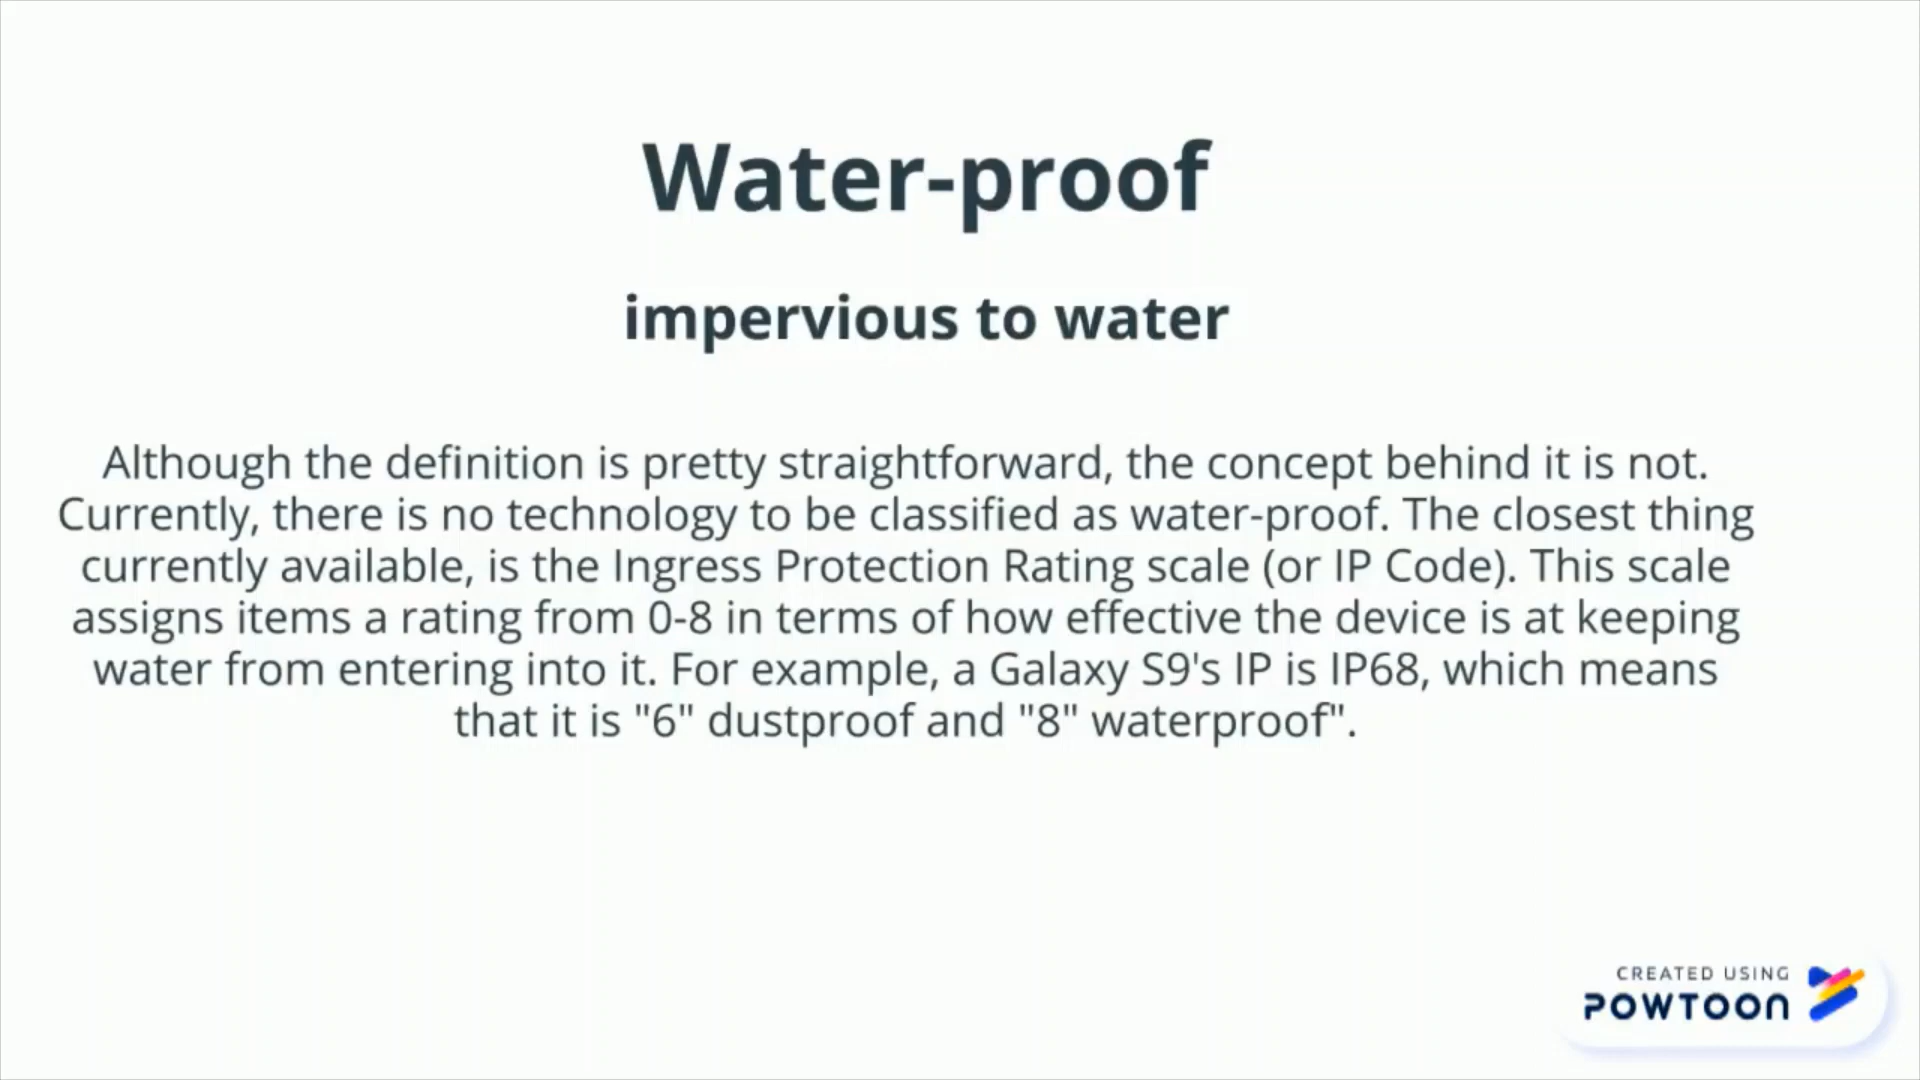 Water-proof
impervious to water
Although the definition is pretty straightforward, the concept behind it is not.
Currently, there is no technology to be classified as water-proof. The closest thing
currently available, is the Ingress Protection Rating scale (or IP Code). This scale
assigns items a rating from 0-8 in terms of how effective the device is at keeping
water from entering into it. For example, a Galaxy S9's IP is IP68, which means
that it is "6" dustproof and "8" waterproof".
CREATED USING
POWTOON